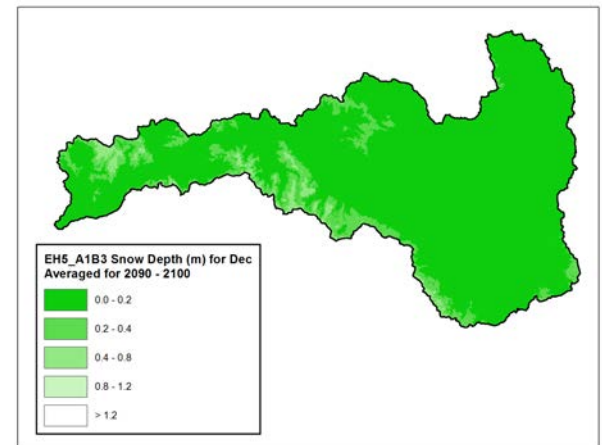 EH5_A1B3 Snow Depth (m) for Dec
Averaged for 2090 - 2100
0.0 - 0.2
0.2 - 0.4
0.4 - 0.8
0.8 - 1.2
> 1.2